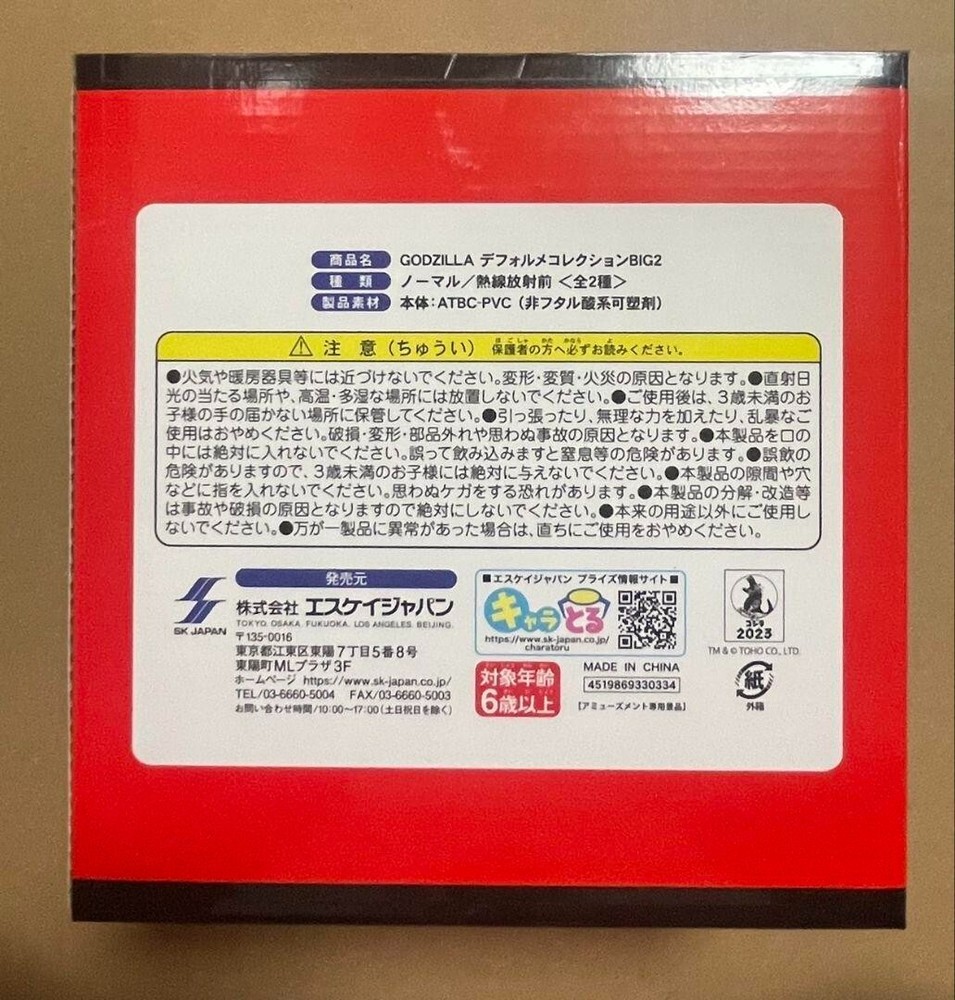 商品名 GODZILLA デフォルメコレクションBIG2
種 類 ノーマル／熱線放射前 ＜全2種＞
製品素材 本体：ATBC-PVC（非フタル酸系可塑剤）
⚠ 注 意（ちゅうい） 保護者の方へ必ずお読みください。
●火気や暖房器具等には近づけないでください。変形・変質・火災の原因となります。●直射日
光の当たる場所や、高温・多湿な場所には放置しないでください。●ご使用後は、3歳未満のお
子様の手の届かない場所に保管してください。●引っ張ったり、無理な力を加えたり、乱暴なご
使用はおやめください。破損・変形・部品外れや思わぬ事故の原因となります。●本製品を口の
中には絶対に入れないでください。誤って飲み込みますと窒息等の危険があります。●誤飲の
危険がありますので、3歳未満のお子様には絶対に与えないでください。●本製品の隙間や穴
などに指を入れないでください。思わぬケガをする恐れがあります。●本製品の分解・改造等
は事故や破損の原因となりますので絶対にしないでください。●本来の用途以外にご使用し
ないでください。●万が一製品に異常があった場合は、直ちにご使用をおやめください。
SK JAPAN
発売元
株式会社 エスケイジャパン
TOKYO. OSAKA. FUKUOKA. LOS ANGELES. BEIJING.
〒135-0016
東京都江東区東陽7丁目5番8号
東陽町MLプラザ3F
ホームページ https://www.sk-japan.co.jp/
TEL/03-6660-5004 FAX/03-6660-5003
お問い合わせ時間/10:00〜17:00（土日祝日を除く）
■エスケイジャパン プライズ情報サイト■
キャラとる
https://www.sk-japan.co.jp/
charatoru
対象年齢
6歳以上
MADE IN CHINA
4519869330334
［アミューズメント専用景品］
ゴジラ
2023
TM & © TOHO CO., LTD.
紙
外箱